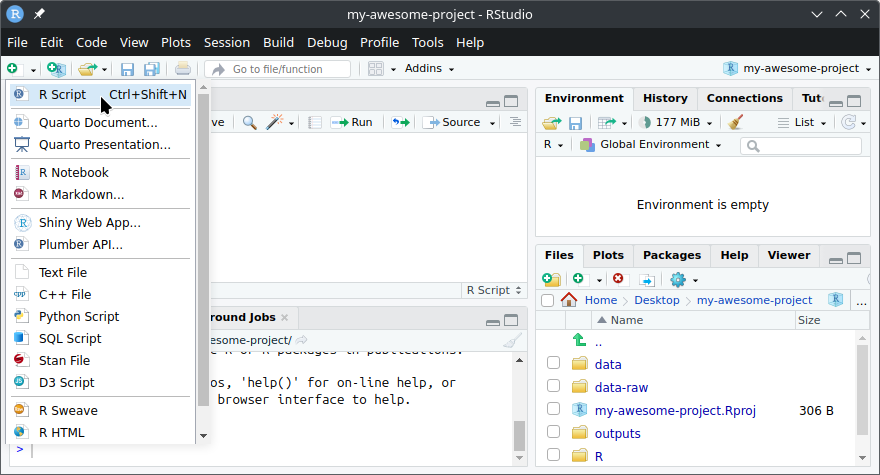 my-awesome-project - RStudio
File Edit Code View Plots Session Build Debug Profile Tools Help
Go to file/function Addins my-awesome-project
R Script Ctrl+Shift+N
Quarto Document...
Quarto Presentation...
R Notebook
R Markdown...
Shiny Web App...
Plumber API...
Text File
C++ File
Python Script
SQL Script
Stan File
D3 Script
R Sweave
R HTML
ve Run Source
R Script
round Jobs
esome-project/
R or R packages in publications.
os, 'help()' for on-line help, or
browser interface to help.
>
Environment History Connections Tut
177 MiB List
R Global Environment
Environment is empty
Files Plots Packages Help Viewer
Home Desktop my-awesome-project ...
Name Size
..
data
data-raw
my-awesome-project.Rproj 306 B
outputs
R